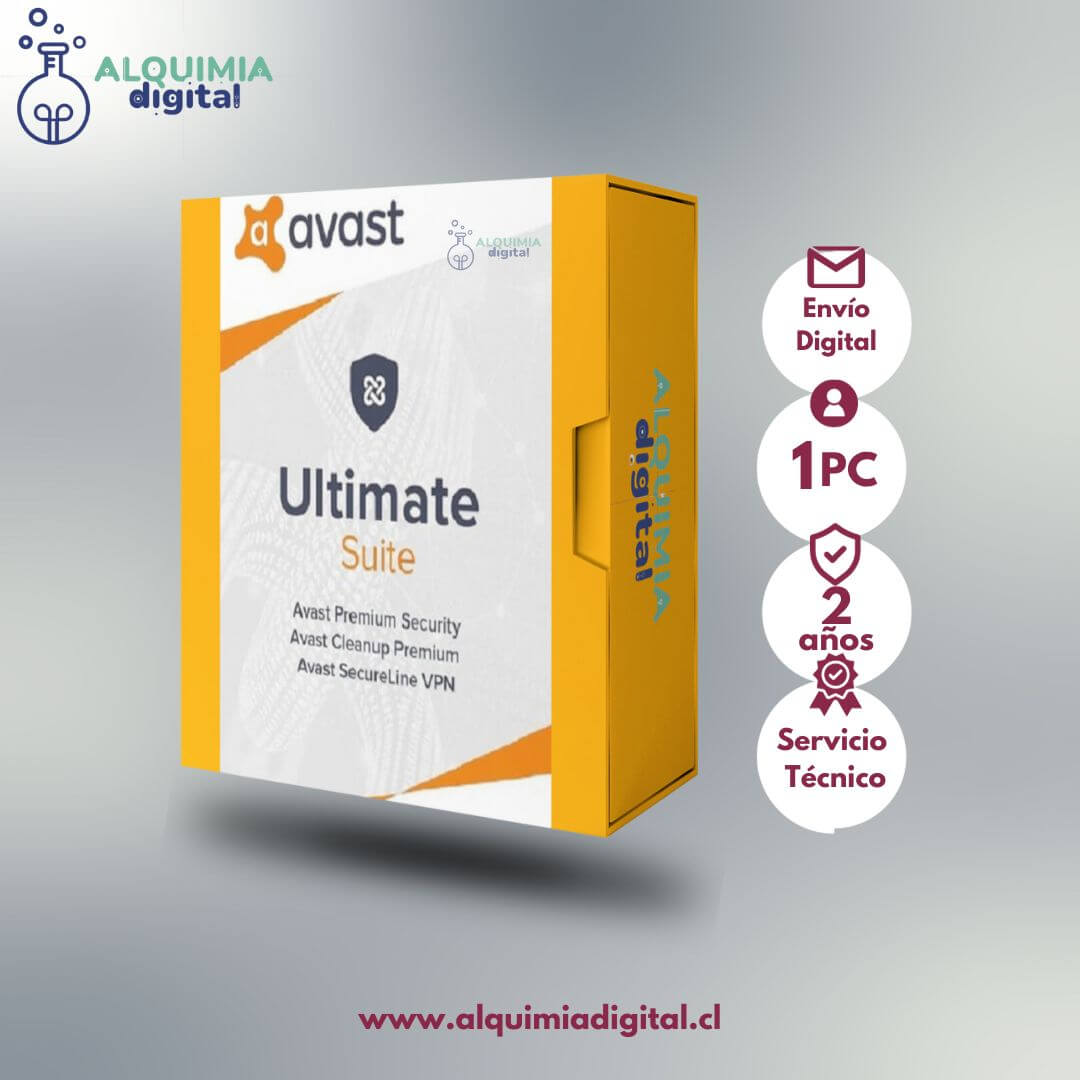 ALQUIMIA
digital
avast
ALQUIMIA
digital
Ultimate
Suite
Avast Premium Security
Avast Cleanup Premium
Avast SecureLine VPN
ALQUIMIA
digital
Envío
Digital
1PC
2
años
Servicio
Técnico
www.alquimiadigital.cl